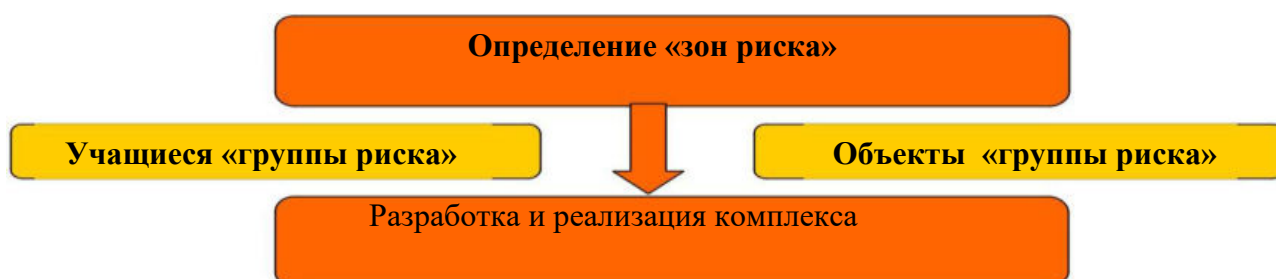 Определение «зон риска»
Учащиеся «группы риска»
Объекты «группы риска»
Разработка и реализация комплекса